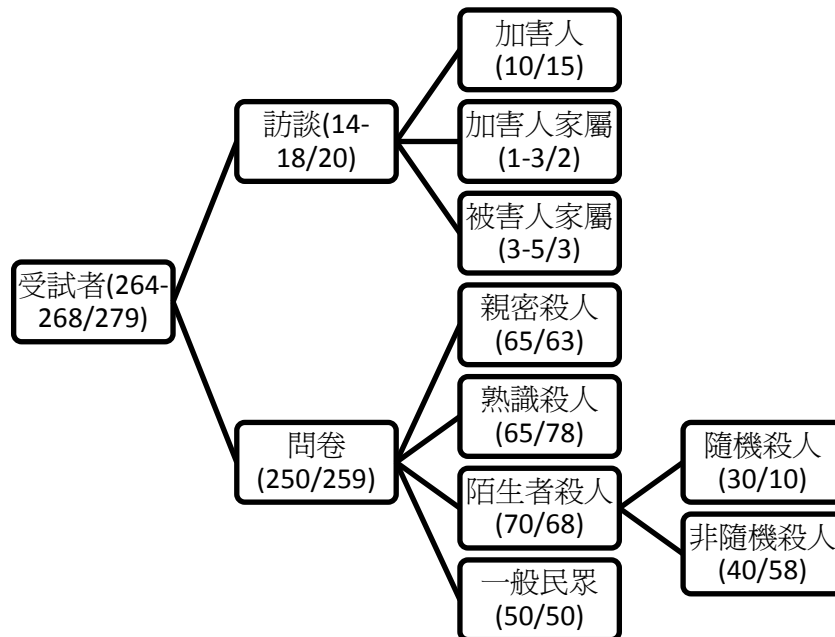 加害人
(10/15)
訪談(14-
18/20)
加害人家屬
(1-3/2)
被害人家屬
(3-5/3)
受試者(264-
268/279)
親密殺人
(65/63)
熟識殺人
(65/78)
問卷
(250/259)
陌生者殺人
(70/68)
隨機殺人
(30/10)
非隨機殺人
(40/58)
一般民眾
(50/50)